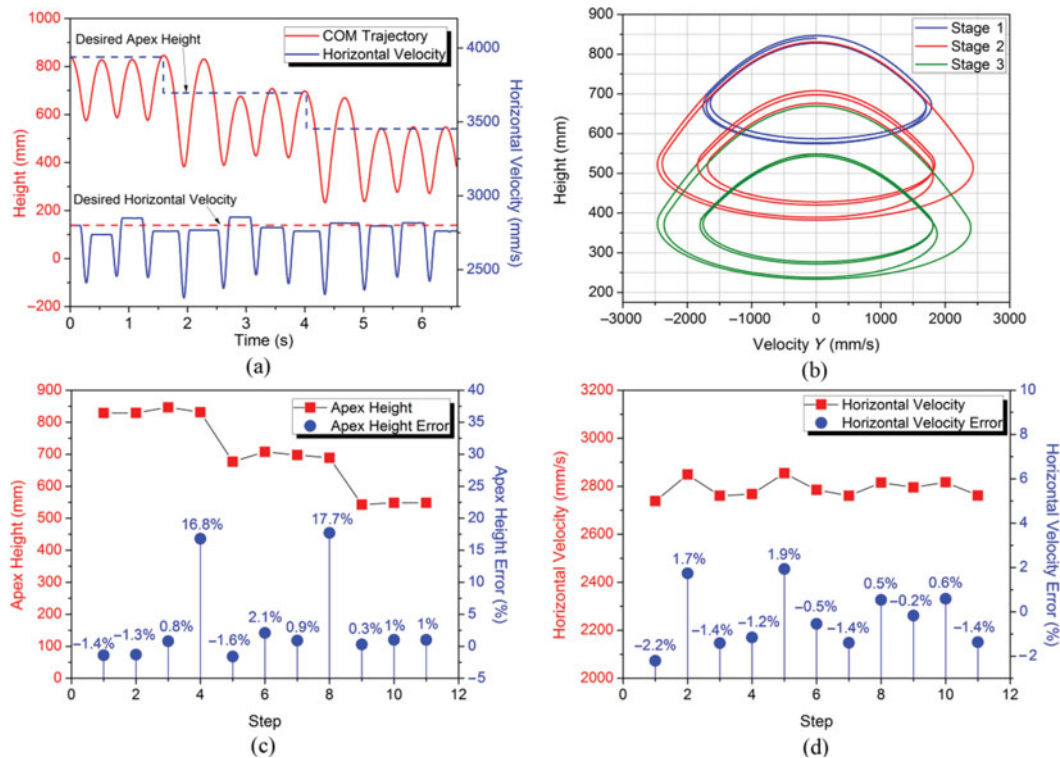 1000
800
600
400
200
0
−200
Height (mm)
Desired Apex Height
COM Trajectory
Horizontal Velocity
Desired Horizontal Velocity
4000
3500
3000
2500
Horizontal Velocity (mm/s)
0 1 2 3 4 5 6
Time (s)
(a)
900
800
700
600
500
400
300
200
Height (mm)
Stage 1
Stage 2
Stage 3
−3000 −2000 −1000 0 1000 2000 3000
Velocity Y (mm/s)
(b)
900
800
700
600
500
400
300
200
100
0
Apex Height (mm)
Apex Height
Apex Height Error
−1.4%
−1.3%
0.8%
16.8%
−1.6%
2.1%
0.9%
17.7%
0.3%
1%
1%
40
35
30
25
20
15
10
5
0
−5
Apex Height Error (%)
0 2 4 6 8 10 12
Step
(c)
3200
3000
2800
2600
2400
2200
2000
Horizontal Velocity (mm/s)
Horizontal Velocity
Horizontal Velocity Error
−2.2%
1.7%
−1.4%
−1.2%
1.9%
−0.5%
−1.4%
0.5%
−0.2%
0.6%
−1.4%
10
8
6
4
2
0
−2
Horizontal Velocity Error (%)
0 1 2 3 4 5 6 7 8 9 10 11 12
Step
(d)